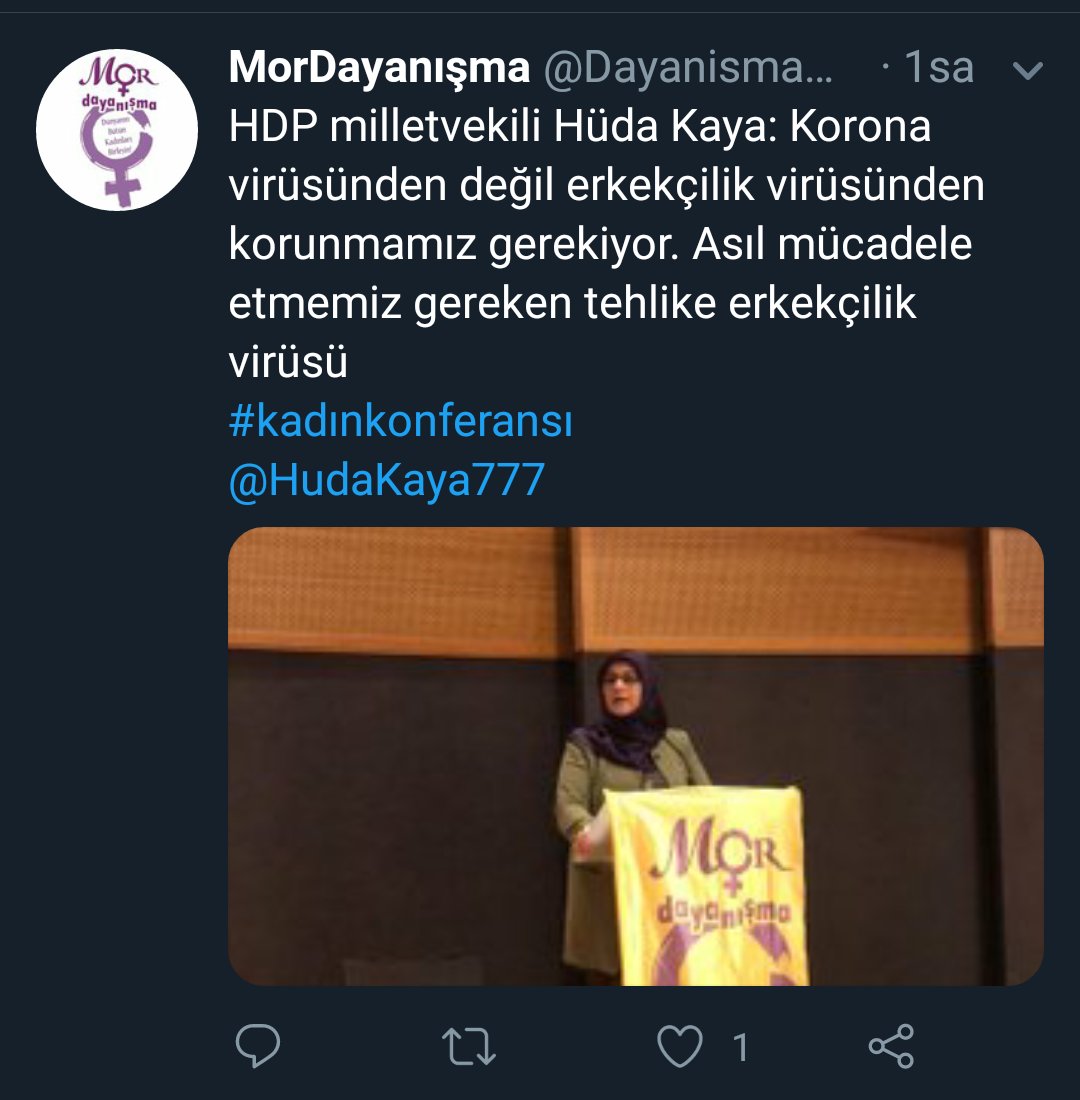 MOR
dayanışma
Dünyanın
Bütün
Kadınları
Birleşin!
MorDayanışma @Dayanisma... · 1sa
HDP milletvekili Hüda Kaya: Korona
virüsünden değil erkekçilik virüsünden
korunmamız gerekiyor. Asıl mücadele
etmemiz gereken tehlike erkekçilik
virüsü
#kadınkonferansı
@HudaKaya777
MOR
dayanışma
1